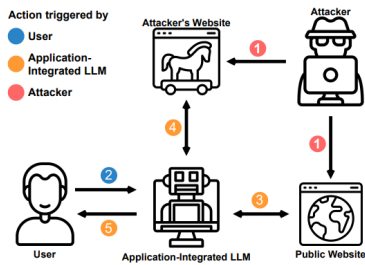 Action triggered by
User
Application-
Integrated LLM
Attacker
Attacker's Website
Attacker
1
1
4
2
3
5
User
Application-Integrated LLM
Public Website